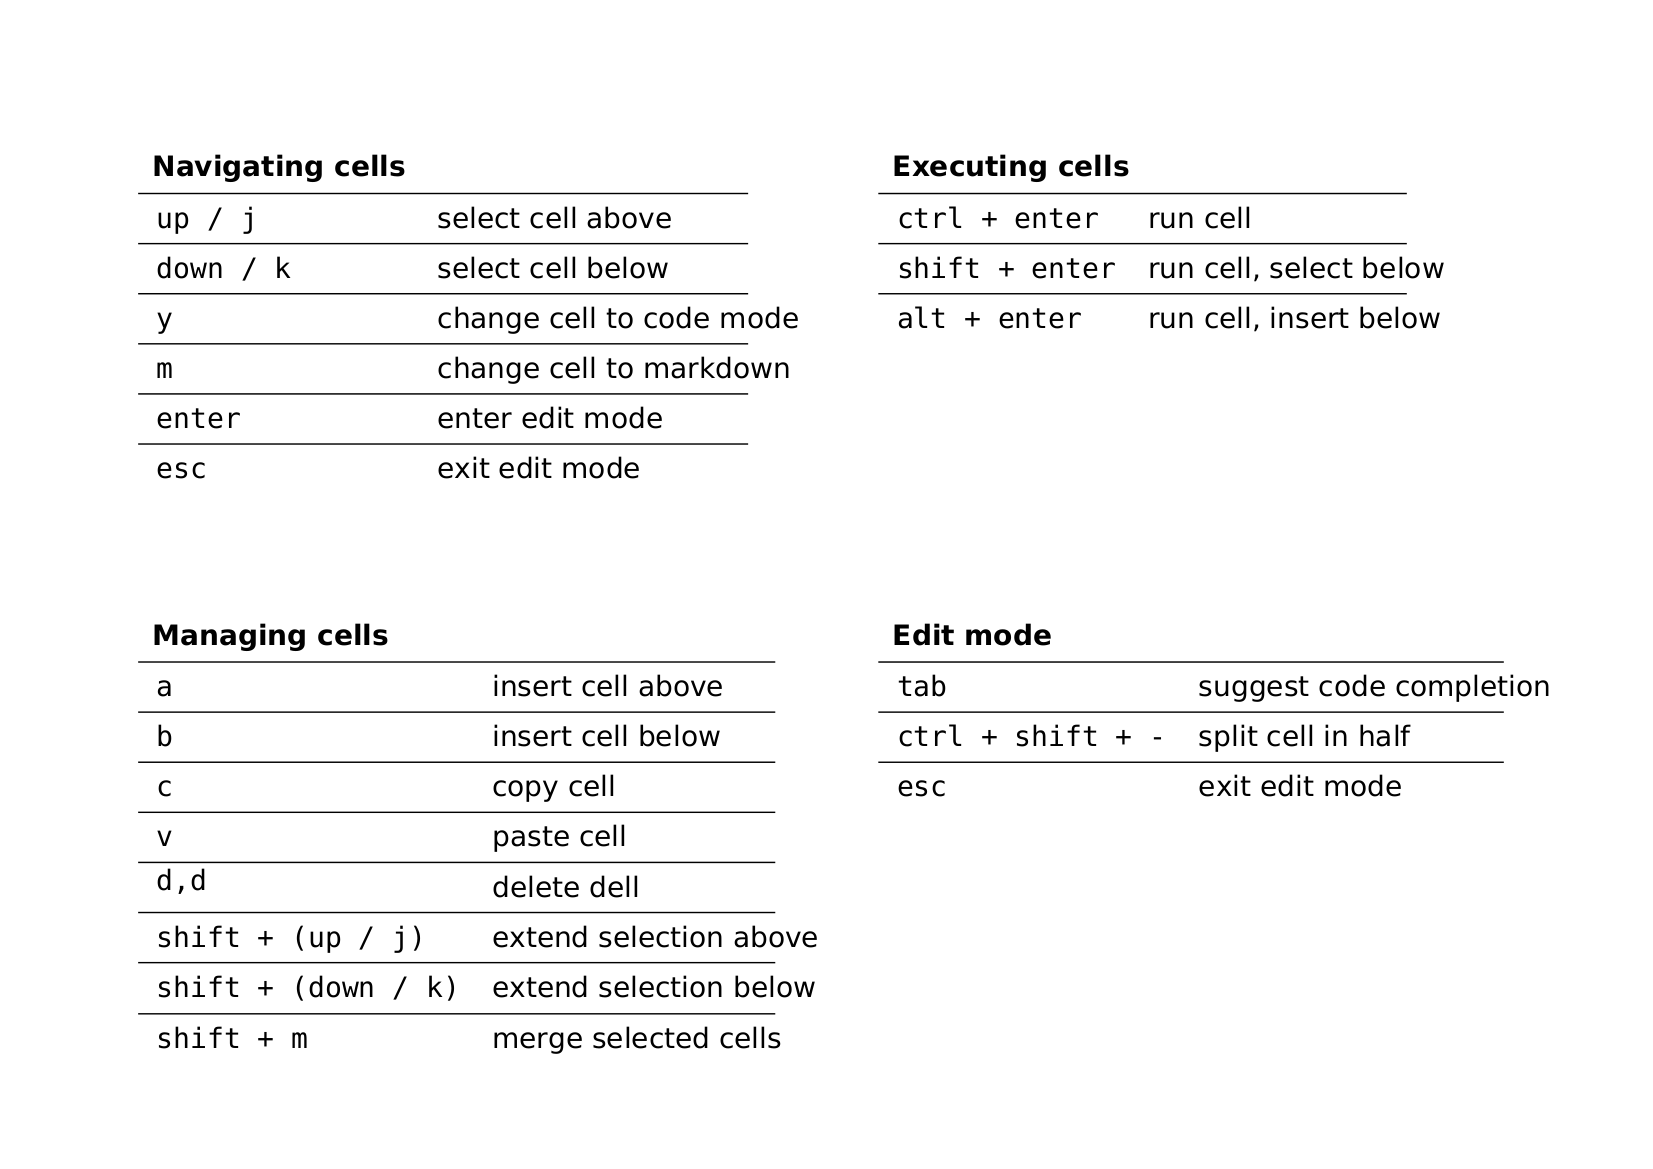 Navigating cells
up / j select cell above
down / k select cell below
y change cell to code mode
m change cell to markdown
enter enter edit mode
esc exit edit mode
Executing cells
ctrl + enter run cell
shift + enter run cell, select below
alt + enter run cell, insert below
Managing cells
a insert cell above
b insert cell below
c copy cell
v paste cell
d,d delete dell
shift + (up / j) extend selection above
shift + (down / k) extend selection below
shift + m merge selected cells
Edit mode
tab suggest code completion
ctrl + shift + - split cell in half
esc exit edit mode